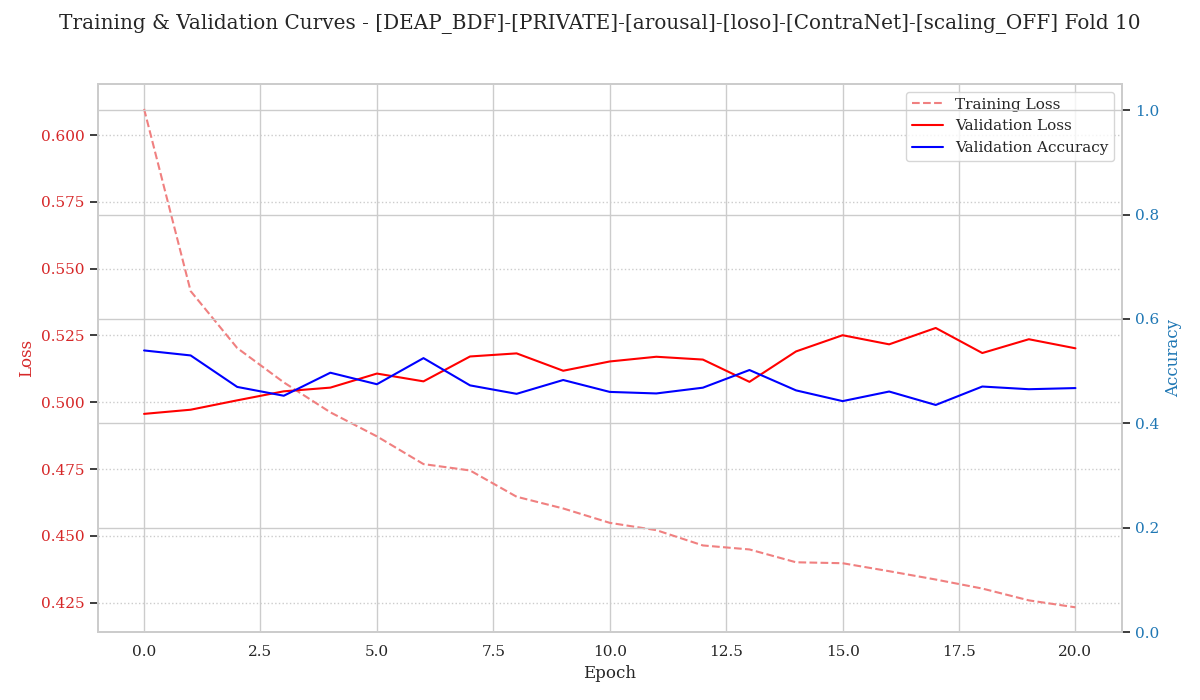 Training & Validation Curves - [DEAP_BDF]-[PRIVATE]-[arousal]-[loso]-[ContraNet]-[scaling_OFF] Fold 10
Training Loss
Validation Loss
Validation Accuracy
Loss
0.600
0.575
0.550
0.525
0.500
0.475
0.450
0.425
1.0
0.8
0.6
0.4
0.2
0.0
Accuracy
0.0 2.5 5.0 7.5 10.0 12.5 15.0 17.5 20.0
Epoch